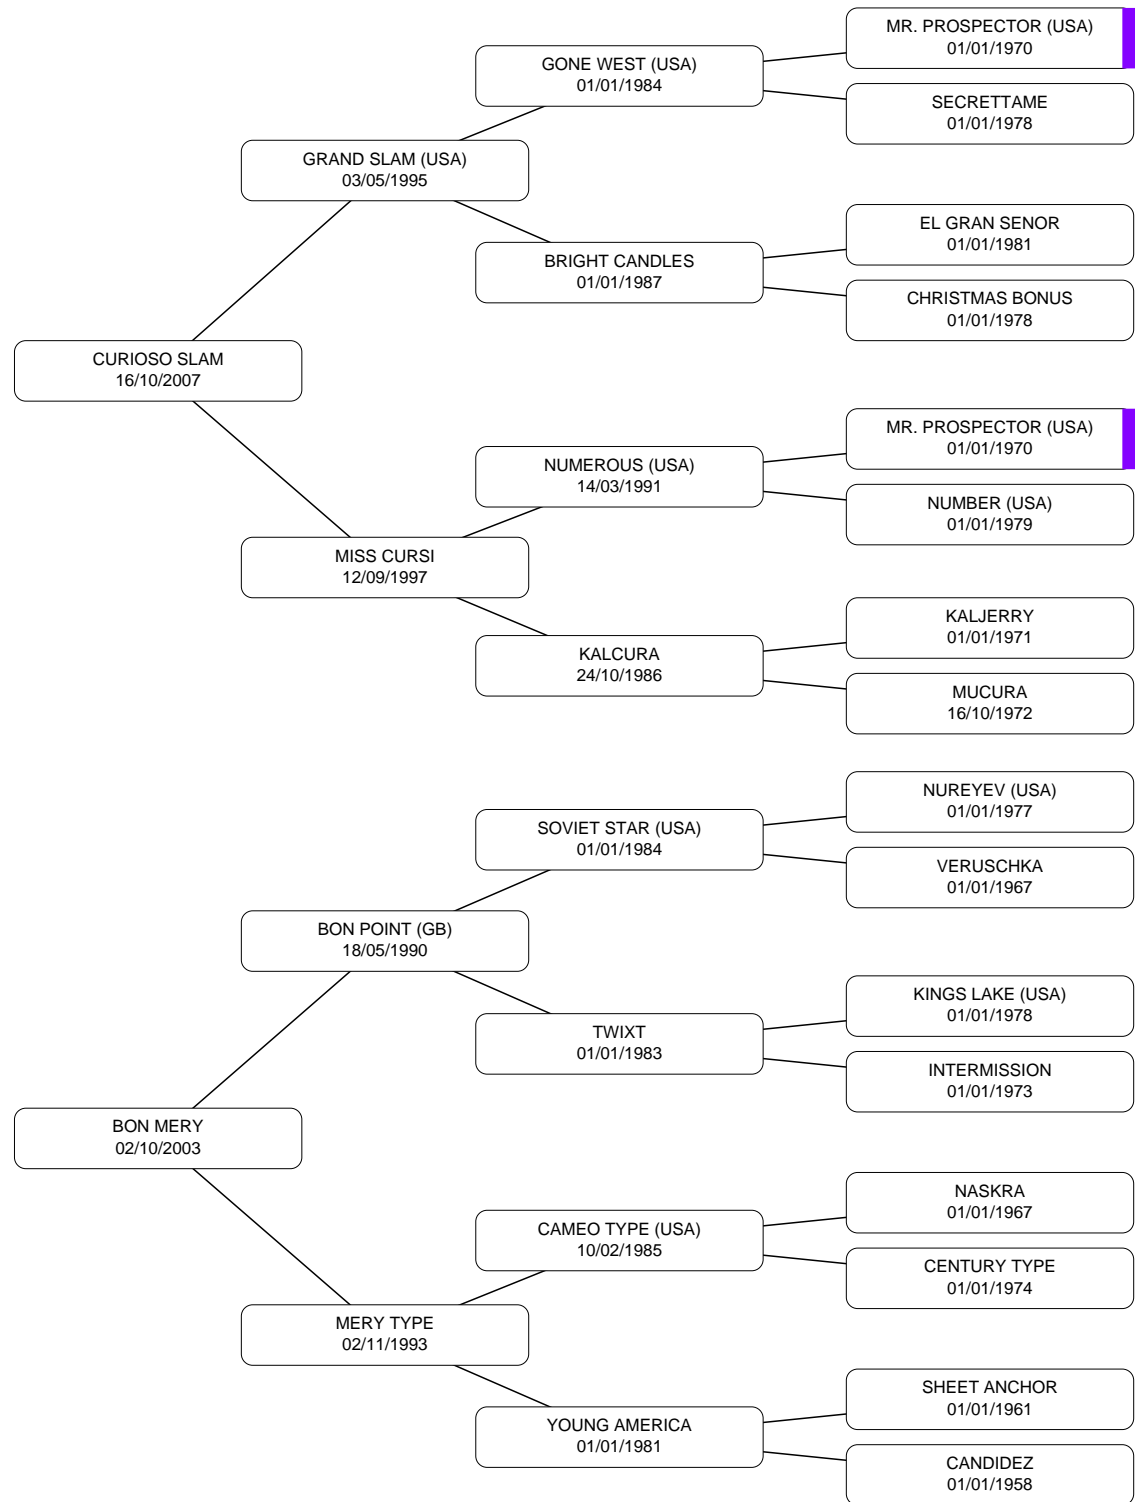 MR. PROSPECTOR (USA)
01/01/1970
GONE WEST (USA)
01/01/1984
SECRETTAME
01/01/1978
GRAND SLAM (USA)
03/05/1995
EL GRAN SENOR
01/01/1981
BRIGHT CANDLES
01/01/1987
CHRISTMAS BONUS
01/01/1978
CURIOSO SLAM
16/10/2007
MR. PROSPECTOR (USA)
01/01/1970
NUMEROUS (USA)
14/03/1991
NUMBER (USA)
01/01/1979
MISS CURSI
12/09/1997
KALJERRY
01/01/1971
KALCURA
24/10/1986
MUCURA
16/10/1972
NUREYEV (USA)
01/01/1977
SOVIET STAR (USA)
01/01/1984
VERUSCHKA
01/01/1967
BON POINT (GB)
18/05/1990
KINGS LAKE (USA)
01/01/1978
TWIXT
01/01/1983
INTERMISSION
01/01/1973
BON MERY
02/10/2003
NASKRA
01/01/1967
CAMEO TYPE (USA)
10/02/1985
CENTURY TYPE
01/01/1974
MERY TYPE
02/11/1993
SHEET ANCHOR
01/01/1961
YOUNG AMERICA
01/01/1981
CANDIDEZ
01/01/1958